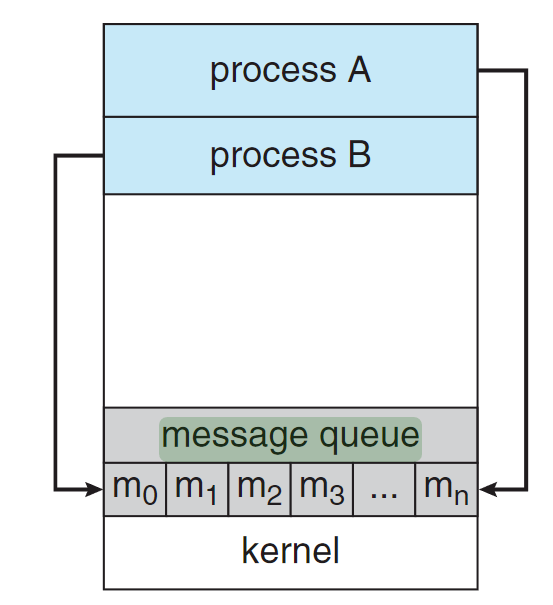 process A
process B
message queue
m0 m1 m2 m3 ... mn
kernel